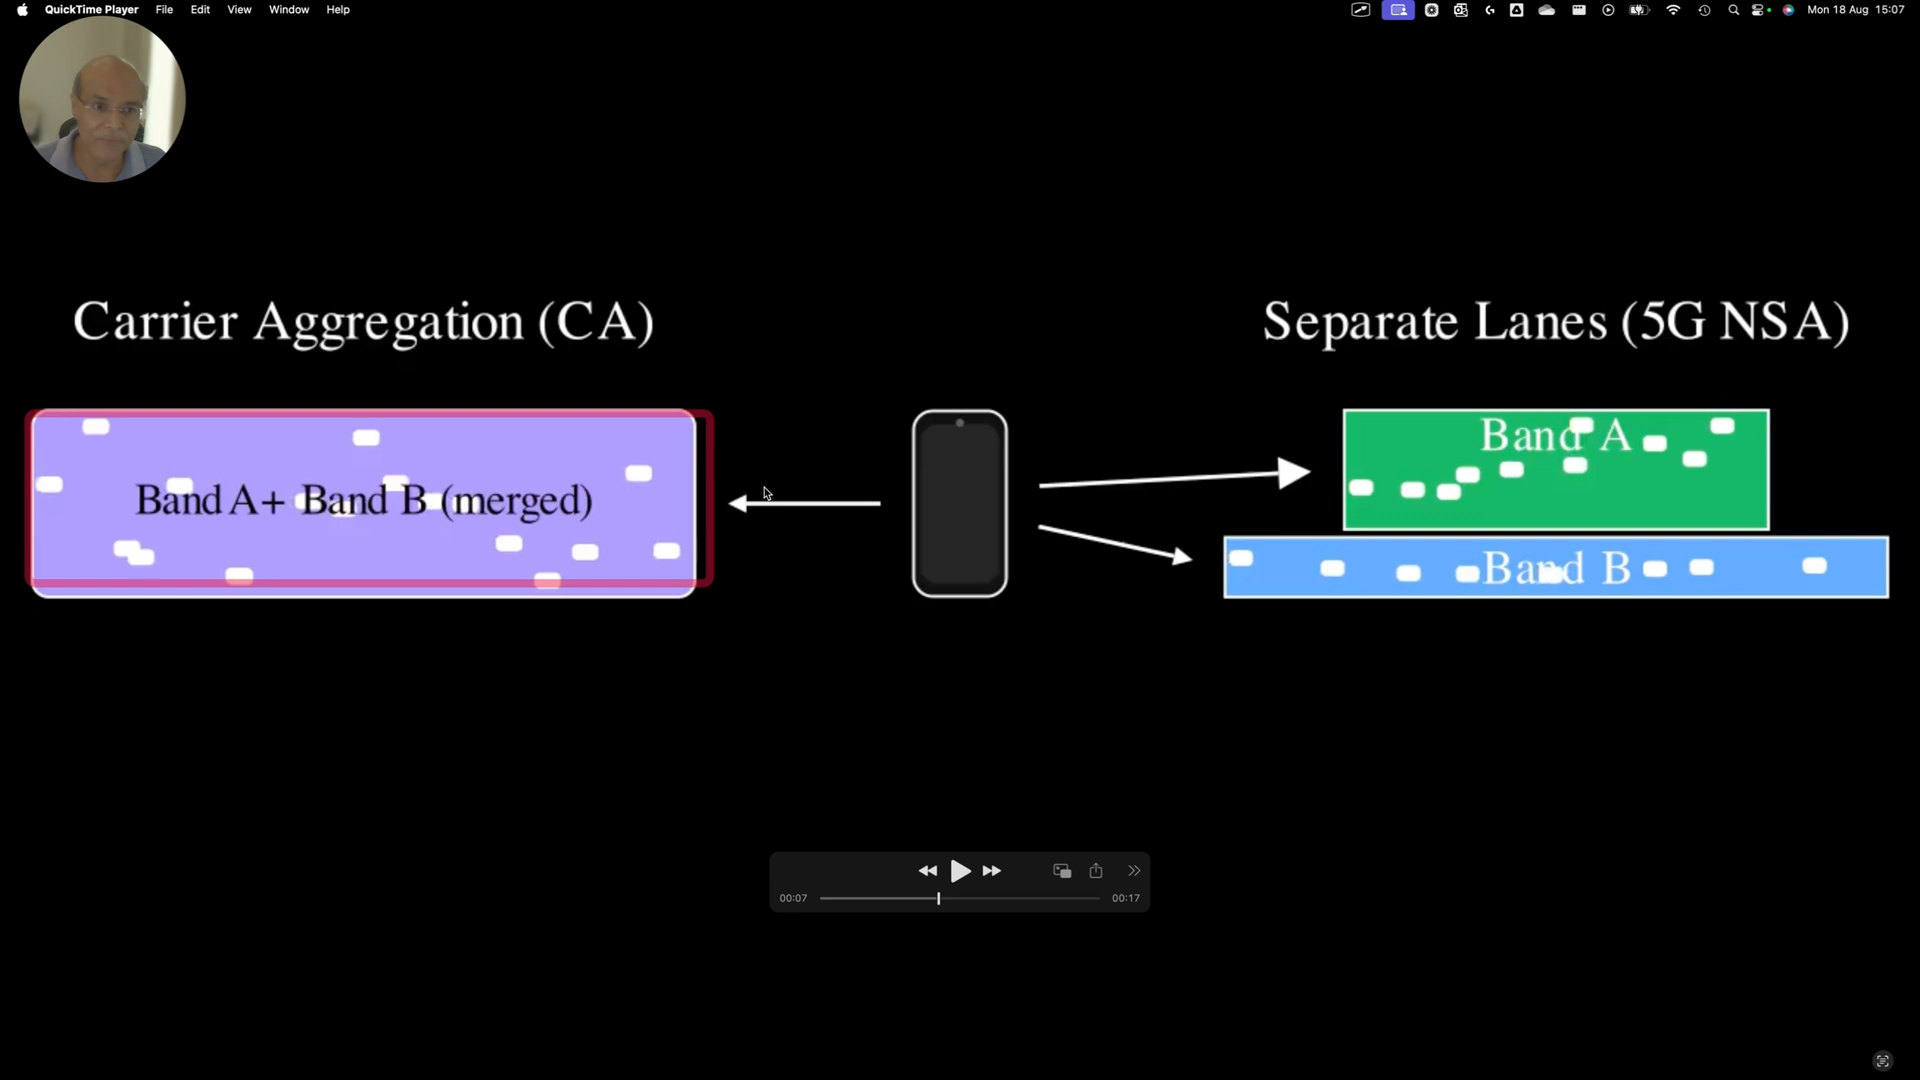 QuickTime Player File Edit View Window Help
Mon 18 Aug 15:07
Carrier Aggregation (CA)
Separate Lanes (5G NSA)
Band A+ Band B (merged)
Band A
Band B
00:07
00:17